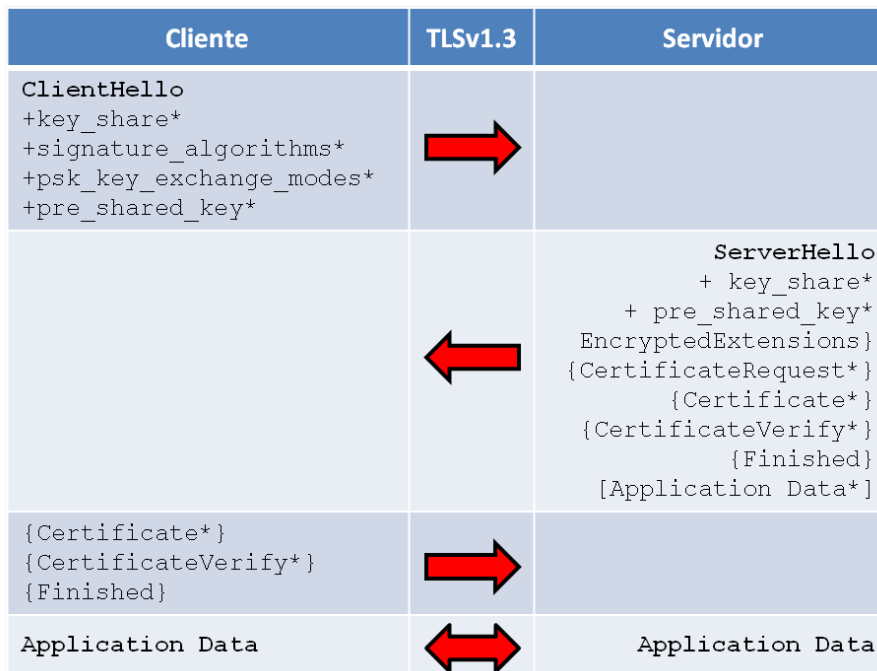 Cliente TLSv1.3 Servidor
ClientHello
+key_share*
+signature_algorithms*
+psk_key_exchange_modes*
+pre_shared_key*
ServerHello
+ key_share*
+ pre_shared_key*
EncryptedExtensions}
{CertificateRequest*}
{Certificate*}
{CertificateVerify*}
{Finished}
[Application Data*]
{Certificate*}
{CertificateVerify*}
{Finished}
Application Data Application Data